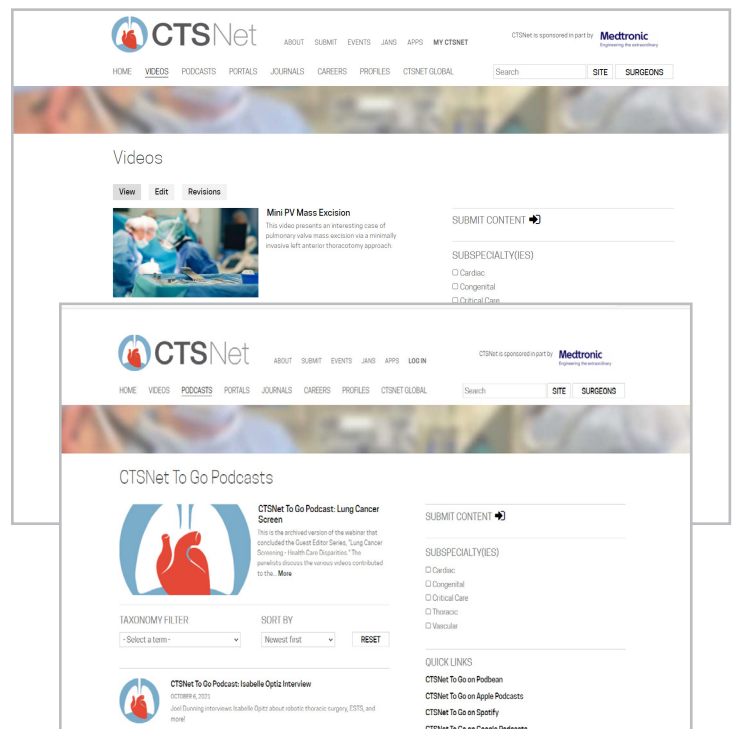 CTSNet
ABOUT SUBMIT EVENTS JANS APPS MY CTSNET
CTSNet is sponsored in part by Medtronic
Engineering the extraordinary
HOME VIDEOS PODCASTS PORTALS JOURNALS CAREERS PROFILES CTSNET GLOBAL
Search SITE SURGEONS
Videos
View Edit Revisions
Mini PV Mass Excision
This video presents an interesting case of
pulmonary valve mass excision via a minimally
invasive left anterior thoracotomy approach.
SUBMIT CONTENT
SUBSPECIALTY(IES)
Cardiac
Congenital
Critical Care
CTSNet
ABOUT SUBMIT EVENTS JANS APPS LOG IN
CTSNet is sponsored in part by Medtronic
Engineering the extraordinary
HOME VIDEOS PODCASTS PORTALS JOURNALS CAREERS PROFILES CTSNET GLOBAL
Search SITE SURGEONS
CTSNet To Go Podcasts
CTSNet To Go Podcast: Lung Cancer
Screen
This is the archived version of the webinar that
concluded the Guest Editor Series, "Lung Cancer
Screening - Health Care Disparities." The
panelists discuss the various videos contributed
to the... More
TAXONOMY FILTER SORT BY
- Select a term - Newest first RESET
CTSNet To Go Podcast: Isabelle Optiz Interview
OCTOBER 6, 2021
Joel Dunning interviews Isabelle Opitz about robotic thoracic surgery, ESTS, and
more!
SUBMIT CONTENT
SUBSPECIALTY(IES)
Cardiac
Congenital
Critical Care
Thoracic
Vascular
QUICK LINKS
CTSNet To Go on Podbean
CTSNet To Go on Apple Podcasts
CTSNet To Go on Spotify
CTSNet To Go on Google Podcasts